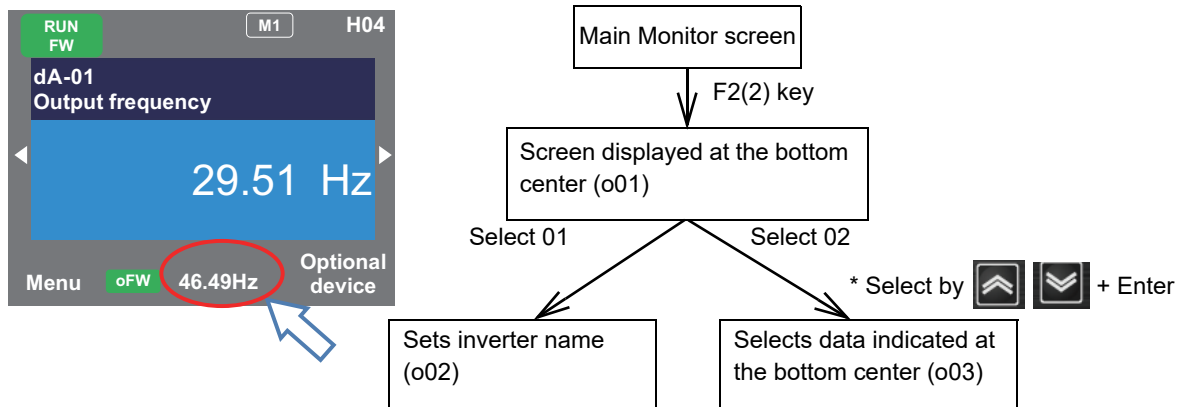 RUN
FW
M1
H04
dA-01
Output frequency
29.51 Hz
Menu
oFW
46.49Hz
Optional
device
Main Monitor screen
F2(2) key
Screen displayed at the bottom
center (o01)
Select 01
Select 02
* Select by + Enter
Sets inverter name
(o02)
Selects data indicated at
the bottom center (o03)